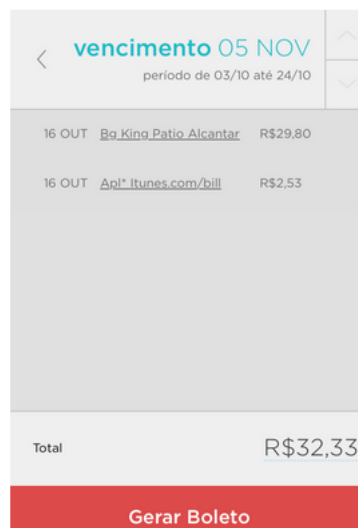 vencimento 05 NOV
período de 03/10 até 24/10
16 OUT Bg King Patio Alcantar R$29,80
16 OUT Apl* Itunes.com/bill R$2,53
Total R$32,33
Gerar Boleto